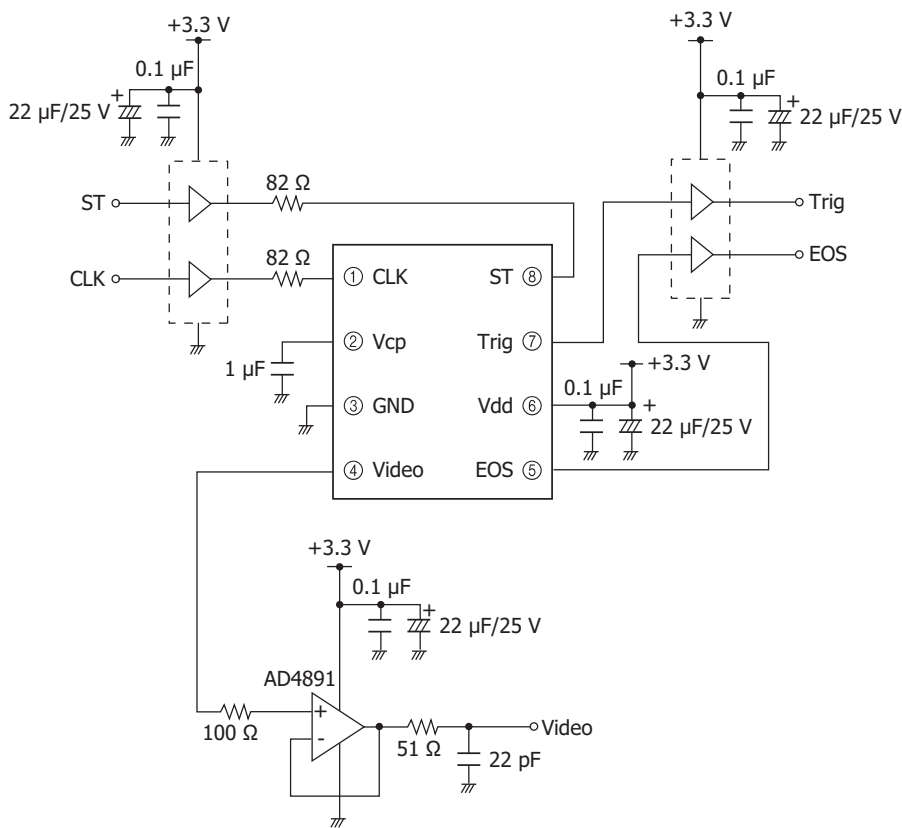 +3.3 V
+3.3 V
0.1 µF
22 µF/25 V
+
0.1 µF
+
22 µF/25 V
82 Ω
ST
Trig
82 Ω
EOS
CLK
① CLK
ST ⑧
② Vcp
Trig ⑦
1 µF
+3.3 V
0.1 µF
③ GND
Vdd ⑥
+
22 µF/25 V
④ Video
EOS ⑤
+3.3 V
0.1 µF
+
22 µF/25 V
AD4891
+
-
100 Ω
51 Ω
Video
22 pF